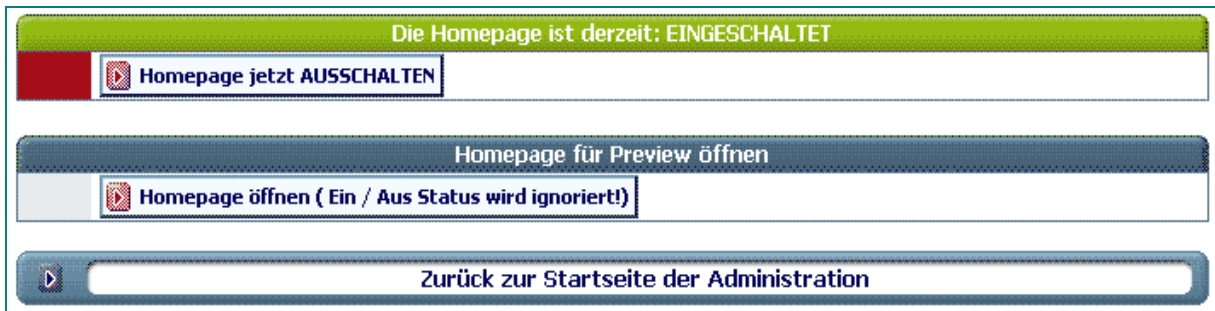 Die Homepage ist derzeit: EINGESCHALTET
Homepage jetzt AUSSCHALTEN
Homepage für Preview öffnen
Homepage öffnen ( Ein / Aus Status wird ignoriert!)
Zurück zur Startseite der Administration